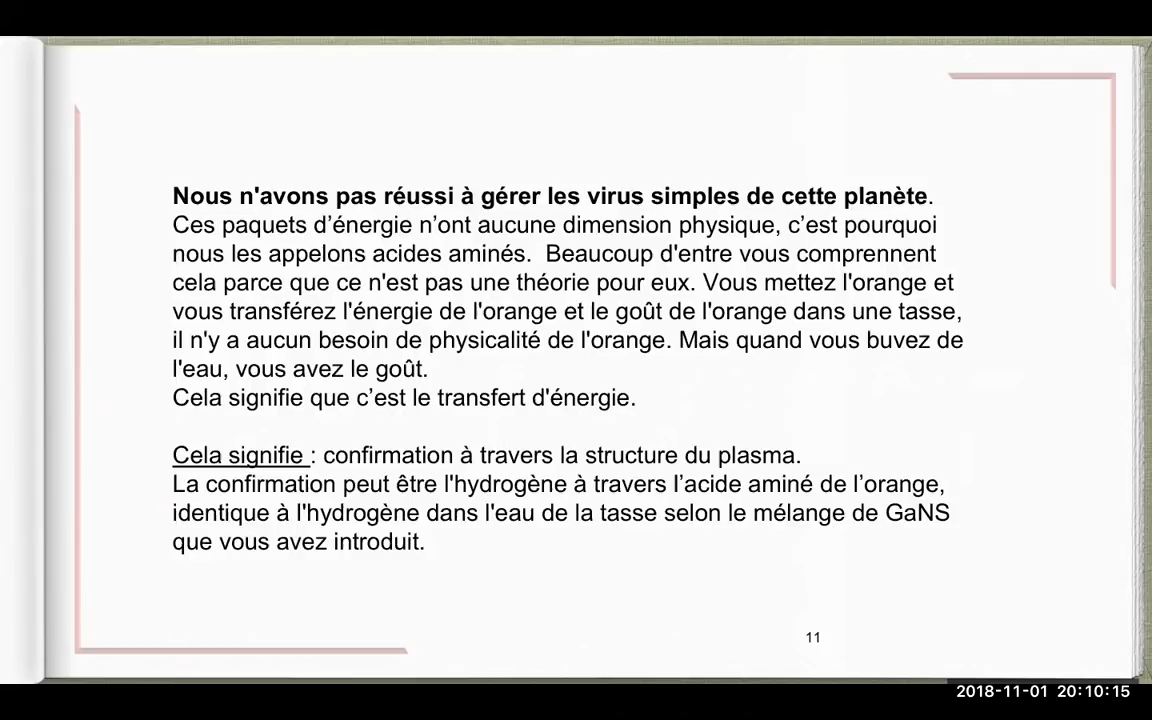 Nous n'avons pas réussi à gérer les virus simples de cette planète.
Ces paquets d’énergie n’ont aucune dimension physique, c’est pourquoi
nous les appelons acides aminés.  Beaucoup d'entre vous comprennent
cela parce que ce n'est pas une théorie pour eux. Vous mettez l'orange et
vous transférez l'énergie de l'orange et le goût de l'orange dans une tasse,
il n'y a aucun besoin de physicalité de l'orange. Mais quand vous buvez de
l'eau, vous avez le goût.
Cela signifie que c’est le transfert d'énergie.
Cela signifie : confirmation à travers la structure du plasma.
La confirmation peut être l'hydrogène à travers l’acide aminé de l’orange,
identique à l'hydrogène dans l'eau de la tasse selon le mélange de GaNS
que vous avez introduit.
11
2018-11-01 20:10:15